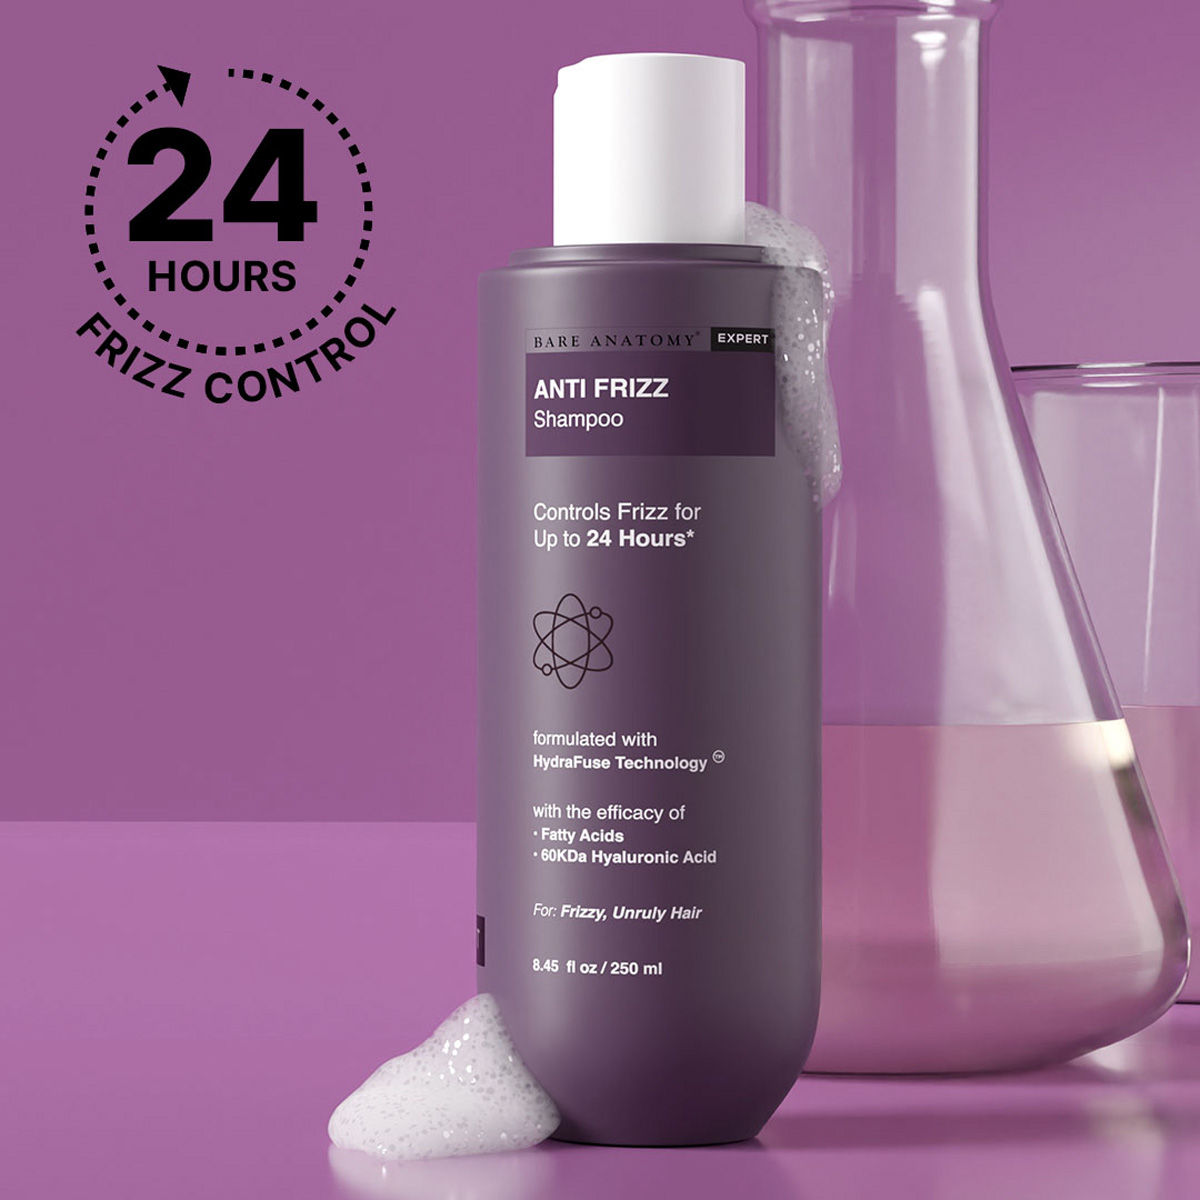 24
HOURS
FRIZZ CONTROL
BARE ANATOMY® EXPERT
ANTI FRIZZ
Shampoo
Controls Frizz for
Up to 24 Hours*
formulated with
HydraFuse Technology ™
with the efficacy of
• Fatty Acids
• 60KDa Hyaluronic Acid
For: Frizzy, Unruly Hair
8.45 fl oz / 250 ml